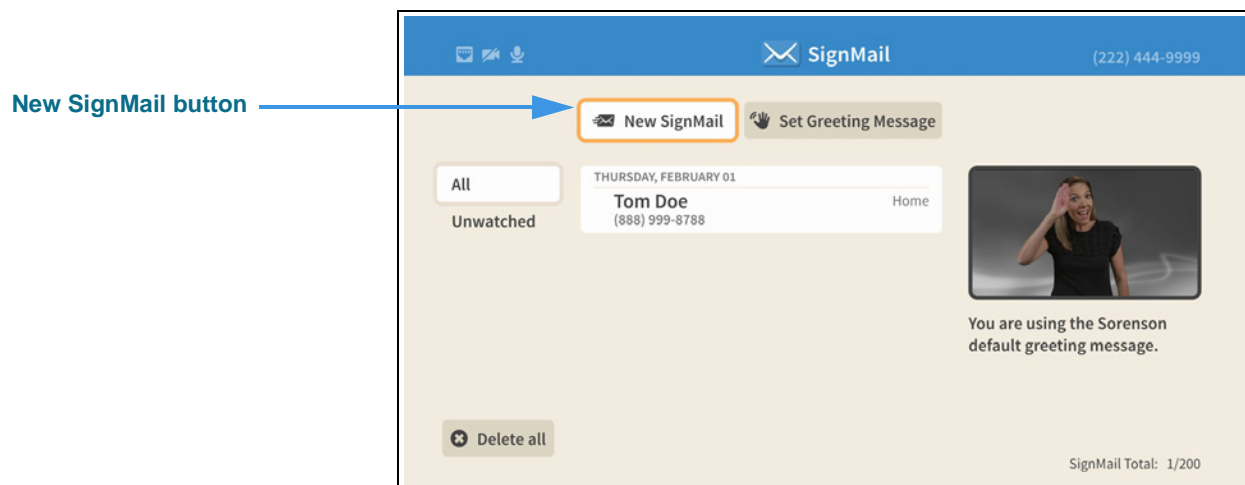 SignMail
(222) 444-9999
New SignMail button
New SignMail
Set Greeting Message
All
Unwatched
THURSDAY, FEBRUARY 01
Tom Doe
Home
(888) 999-8788
You are using the Sorenson
default greeting message.
Delete all
SignMail Total: 1/200